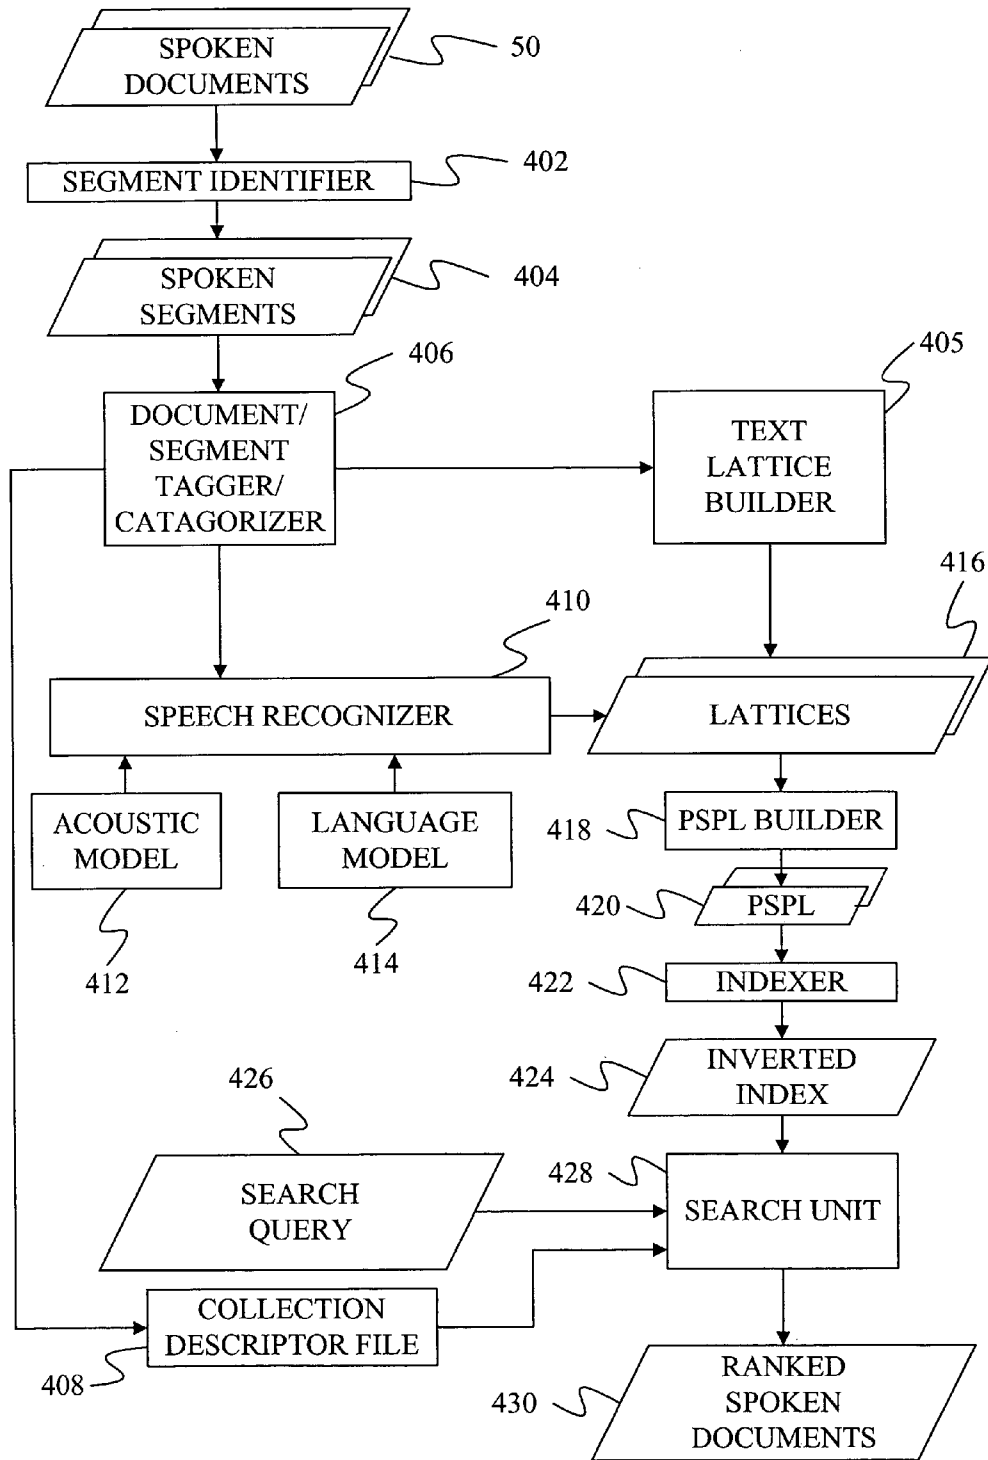 SPOKEN
DOCUMENTS
50
SEGMENT IDENTIFIER
402
SPOKEN
SEGMENTS
404
406
405
DOCUMENT/
SEGMENT
TAGGER/
CATAGORIZER
TEXT
LATTICE
BUILDER
416
410
SPEECH RECOGNIZER
LATTICES
ACOUSTIC
MODEL
LANGUAGE
MODEL
418
PSPL BUILDER
420
PSPL
412
414
422
INDEXER
424
INVERTED
INDEX
426
428
SEARCH
QUERY
SEARCH UNIT
COLLECTION
DESCRIPTOR FILE
408
430
RANKED
SPOKEN
DOCUMENTS